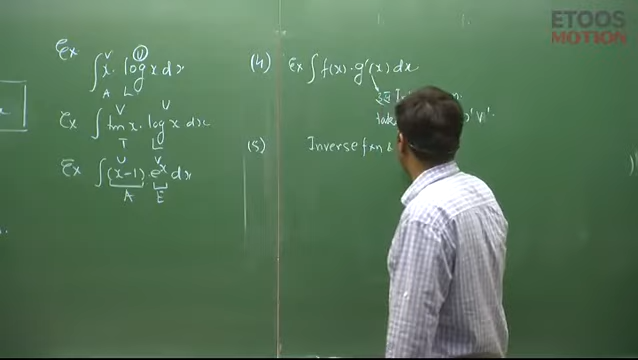 ETOOS
MOTION
Ex ∫ x . log x dx
V U
A L
Ex ∫ tan x . log x dx
V U
T L
Ex ∫ (x-1) . eˣ dx
U V
A E
(4) Ex ∫ f(x) . g'(x) dx
take 'V'.
(5) Inverse fxn &